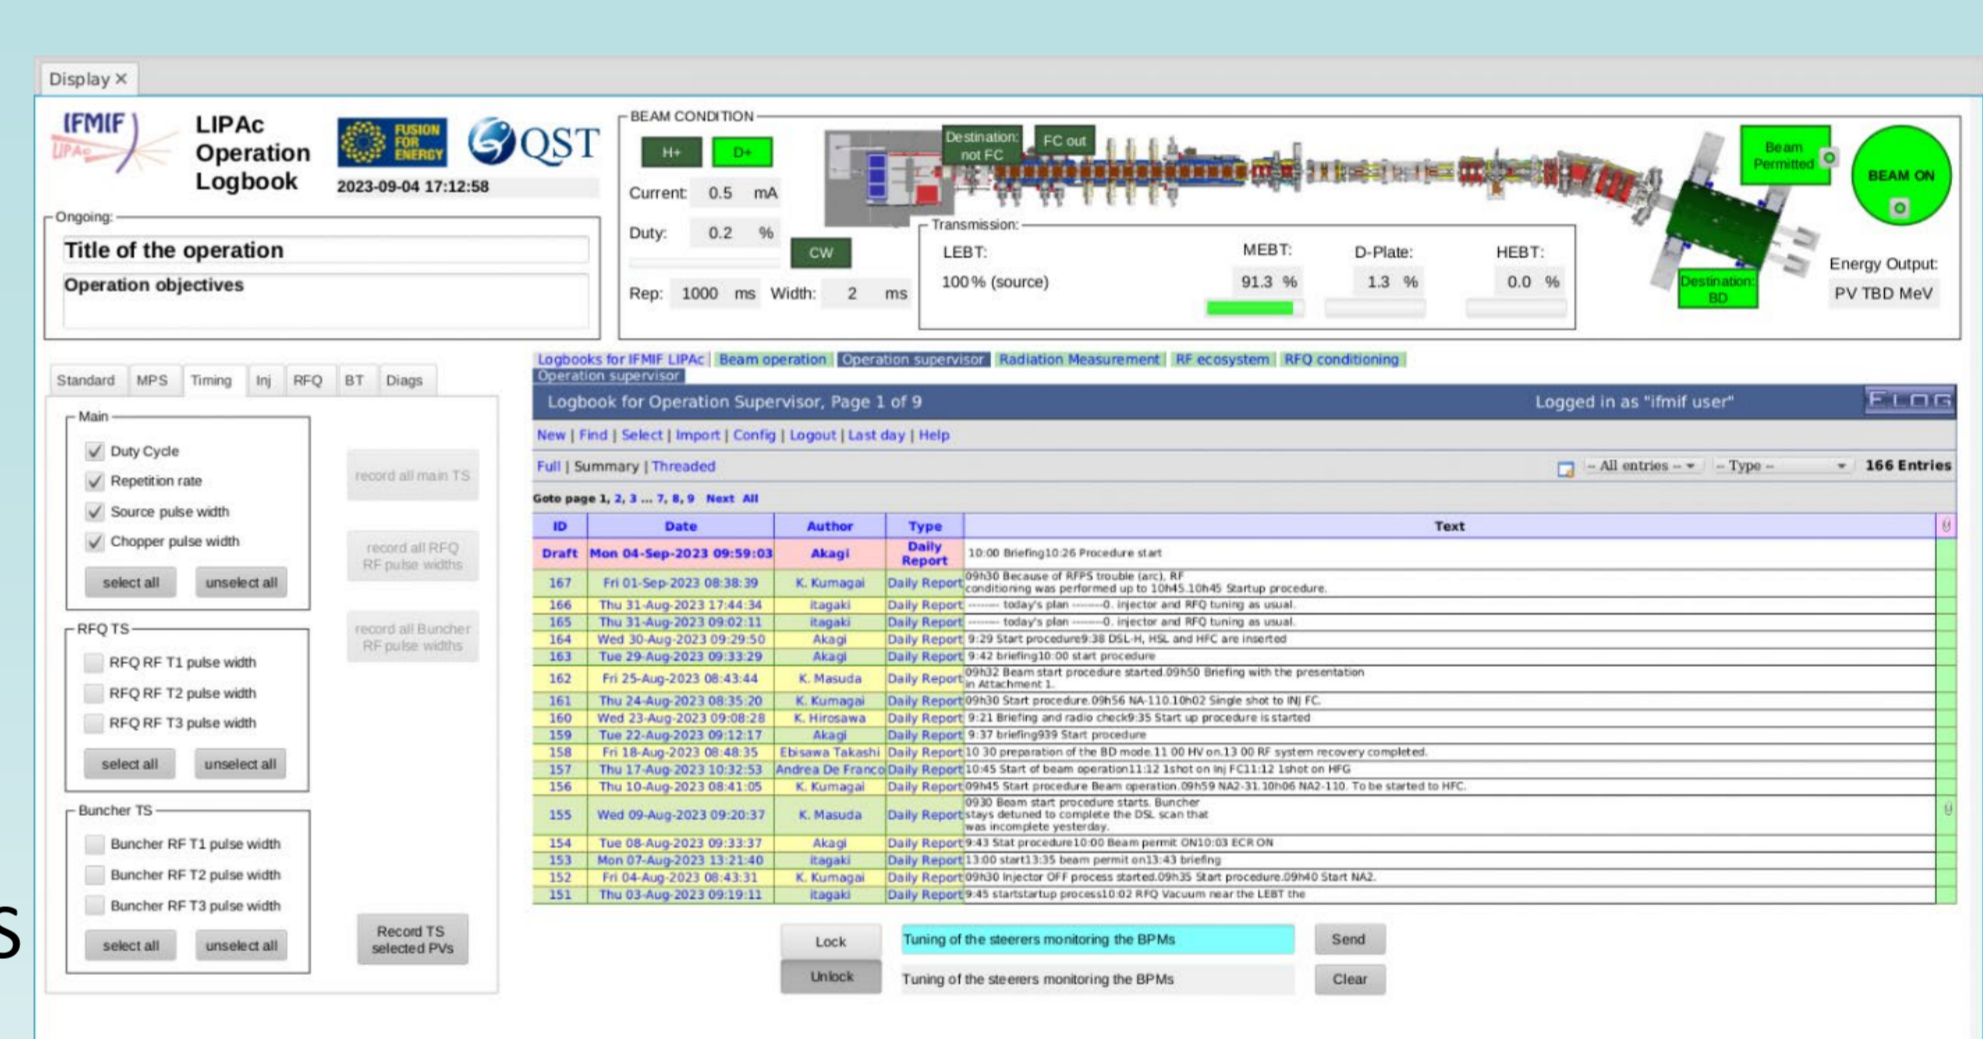 Display ×
IFMIF
LIPAc
LIPAc
Operation
Logbook
FUSION
FOR
ENERGY
QST
2023-09-04 17:12:58
Ongoing:
Title of the operation
Operation objectives
BEAM CONDITION
H+
D+
Current: 0.5 mA
Duty: 0.2 %
CW
Rep: 1000 ms Width: 2 ms
Destination:
not FC
FC out
Beam
Permitted
BEAM ON
Transmission:
LEBT: MEBT: D-Plate: HEBT:
100% (source) 91.3 % 1.3 % 0.0 %
Destination:
BD
Energy Output:
PV TBD MeV
Standard MPS Timing Inj RFQ BT Diags
Main
Duty Cycle
Repetition rate
Source pulse width
Chopper pulse width
select all unselect all
RFQ TS
RFQ RF T1 pulse width
RFQ RF T2 pulse width
RFQ RF T3 pulse width
select all unselect all
Buncher TS
Buncher RF T1 pulse width
Buncher RF T2 pulse width
Buncher RF T3 pulse width
select all unselect all
record all main TS
record all RFQ
RF pulse widths
record all Buncher
RF pulse widths
Record TS
selected PVs
S
Logbooks for IFMIF LIPAc Beam operation Operation supervisor Radiation Measurement RF ecosystem RFQ conditioning
Operation supervisor
Logbook for Operation Supervisor, Page 1 of 9 Logged in as "ifmif user" ELOG
New | Find | Select | Import | Config | Logout | Last day | Help
Full | Summary | Threaded -- All entries -- -- Type -- 166 Entries
Goto page 1, 2, 3 ... 7, 8, 9 Next All
ID Date Author Type Text
Draft Mon 04-Sep-2023 09:59:03 Akagi Daily Report 10:00 Briefing10:26 Procedure start
167 Fri 01-Sep-2023 08:38:39 K. Kumagai Daily Report 09h30 Because of RFPS trouble (arc), RF
conditioning was performed up to 10h45.10h45 Startup procedure.
166 Thu 31-Aug-2023 17:44:34 itagaki Daily Report -------- today's plan --------0. injector and RFQ tuning as usual.
165 Thu 31-Aug-2023 09:02:11 itagaki Daily Report -------- today's plan --------0. injector and RFQ tuning as usual.
164 Wed 30-Aug-2023 09:29:50 Akagi Daily Report 9:29 Start procedure9:38 DSL-H, HSL and HFC are inserted
163 Tue 29-Aug-2023 09:33:29 Akagi Daily Report 9:42 briefing10:00 start procedure
162 Fri 25-Aug-2023 08:43:44 K. Masuda Daily Report 09h32 Beam start procedure started.09h50 Briefing with the presentation
in Attachment 1.
161 Thu 24-Aug-2023 08:35:20 K. Kumagai Daily Report 09h30 Start procedure.09h56 NA-110.10h02 Single shot to INJ FC.
160 Wed 23-Aug-2023 09:08:28 K. Hirosawa Daily Report 9:21 Briefing and radio check9:35 Start up procedure is started
159 Tue 22-Aug-2023 09:12:17 Akagi Daily Report 9:37 briefing939 Start procedure
158 Fri 18-Aug-2023 08:48:35 Ebisawa Takashi Daily Report 10 30 preparation of the BD mode.11 00 HV on.13 00 RF system recovery completed.
157 Thu 17-Aug-2023 10:32:53 Andrea De Franco Daily Report 10:45 Start of beam operation11:12 1shot on Inj FC11:12 1shot on HFG
156 Thu 10-Aug-2023 08:41:05 K. Kumagai Daily Report 09h45 Start procedure Beam operation.09h59 NA2-31.10h06 NA2-110. To be started to HFC.
155 Wed 09-Aug-2023 09:20:37 K. Masuda Daily Report 0930 Beam start procedure starts. Buncher
stays detuned to complete the DSL scan that
was incomplete yesterday.
154 Tue 08-Aug-2023 09:33:37 Akagi Daily Report 9:43 Stat procedure10:00 Beam permit ON10:03 ECR ON
153 Mon 07-Aug-2023 13:21:40 itagaki Daily Report 13:00 start13:35 beam permit on13:43 briefing
152 Fri 04-Aug-2023 08:43:31 K. Kumagai Daily Report 09h30 Injector OFF process started.09h35 Start procedure.09h40 Start NA2.
151 Thu 03-Aug-2023 09:19:11 itagaki Daily Report 9:45 startstartup process10:02 RFQ Vacuum near the LEBT the
Lock Tuning of the steerers monitoring the BPMs Send
Unlock Tuning of the steerers monitoring the BPMs Clear